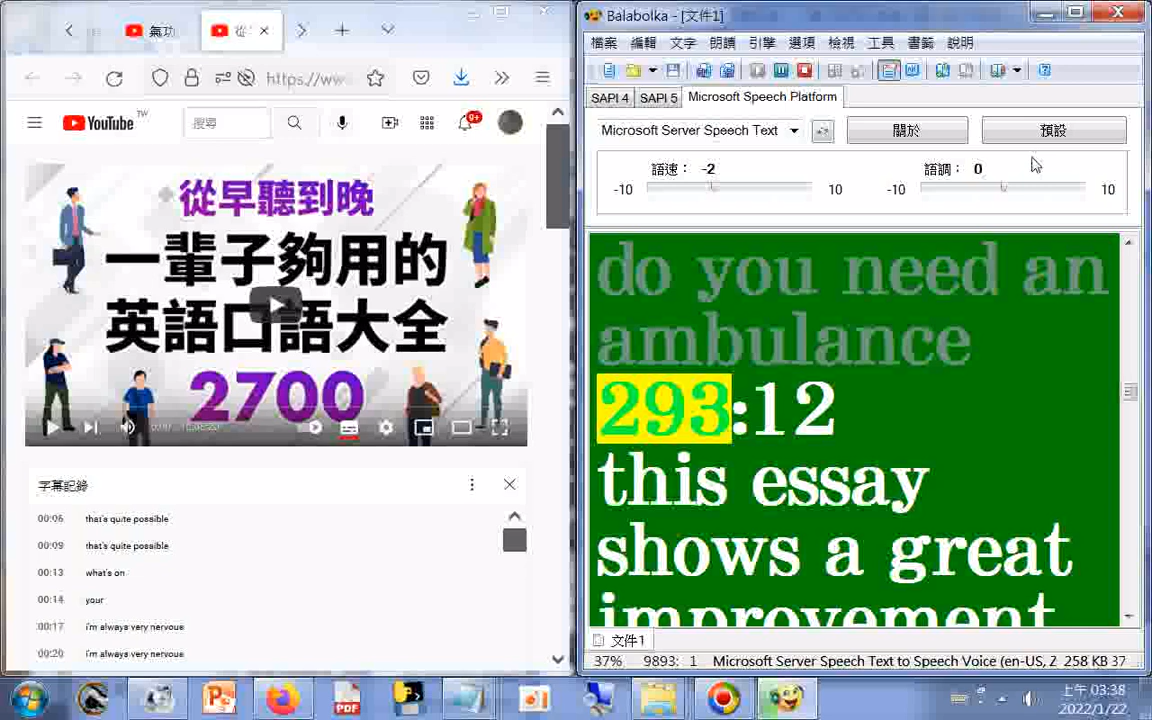 氣功
從
https://www
YouTube TW
搜尋
9+
從早聽到晚
一輩子夠用的
英語口語大全
2700
字幕記錄
00:06 that's quite possible
00:09 that's quite possible
00:13 what's on
00:14 your
00:17 i'm always very nervous
00:20 i'm always very nervous
Balabolka - [文件1]
檔案 編輯 文字 朗讀 引擎 選項 檢視 工具 書籤 說明
SAPI 4 SAPI 5 Microsoft Speech Platform
Microsoft Server Speech Text 關於 預設
語速： -2 語調： 0
-10 10 -10 10
do you need an
ambulance
293:12
this essay
shows a great
improvement
文件1
37% 9893: 1 Microsoft Server Speech Text to Speech Voice (en-US, Z 258 KB 37
PDF
上午 03:38
2022/1/22